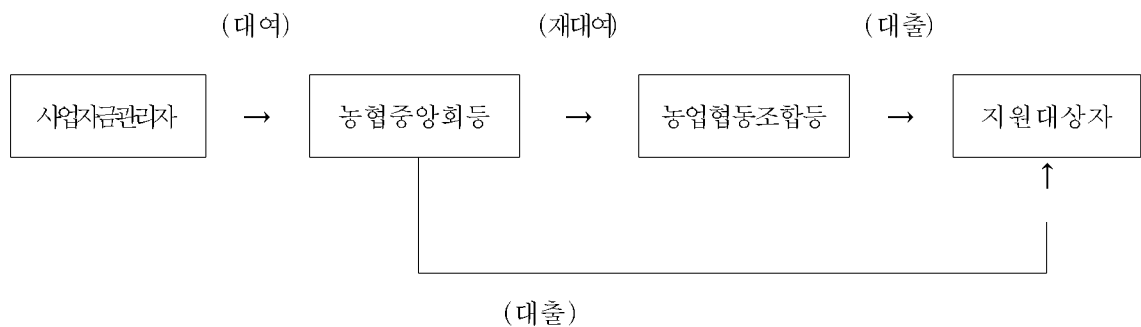 (대여) (재대여) (대출)
사업자금관리자 → 농협중앙회등 → 농업협동조합등 → 지원대상자
↑
(대출)